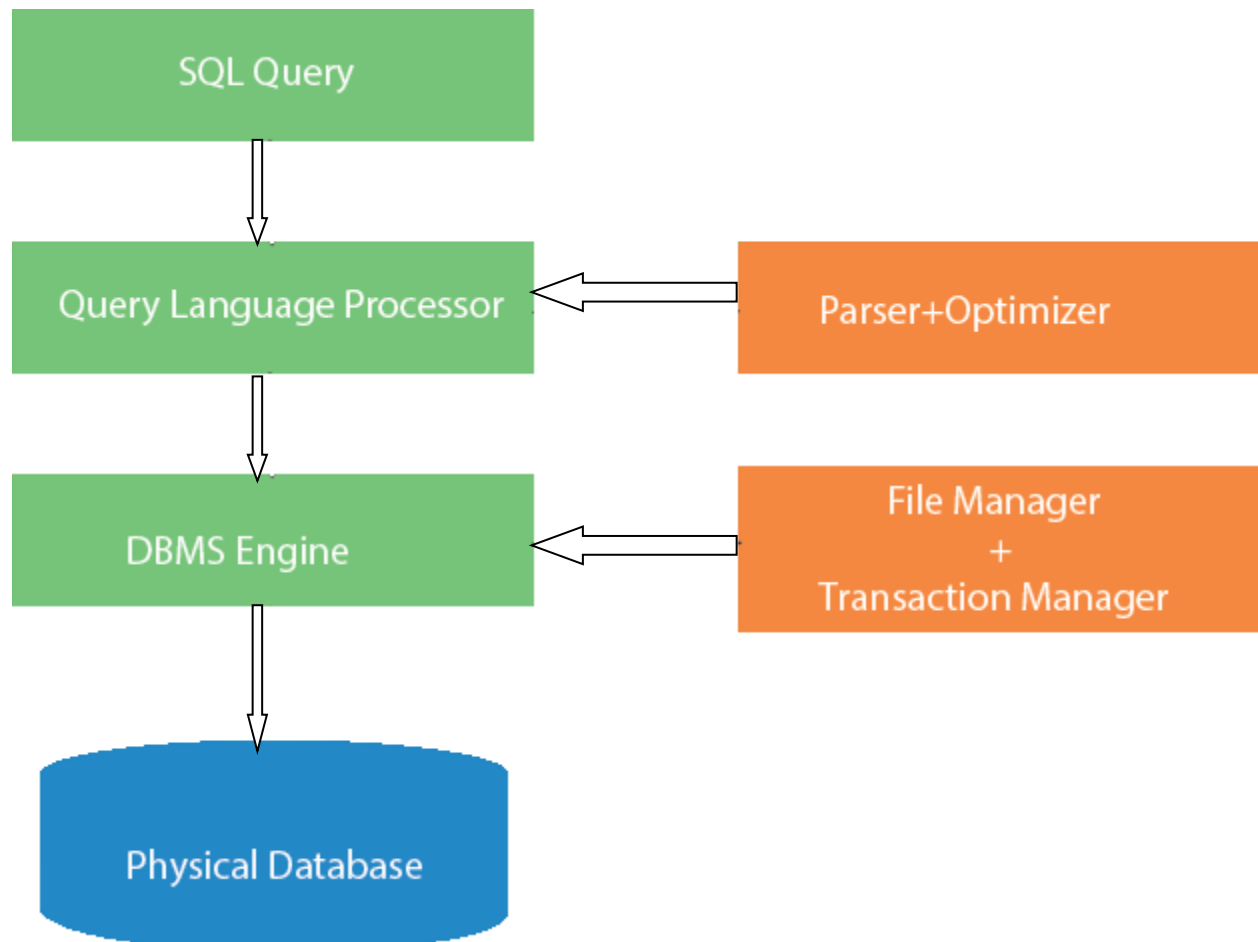 SQL Query
Query Language Processor
Parser+Optimizer
DBMS Engine
File Manager
+
Transaction Manager
Physical Database